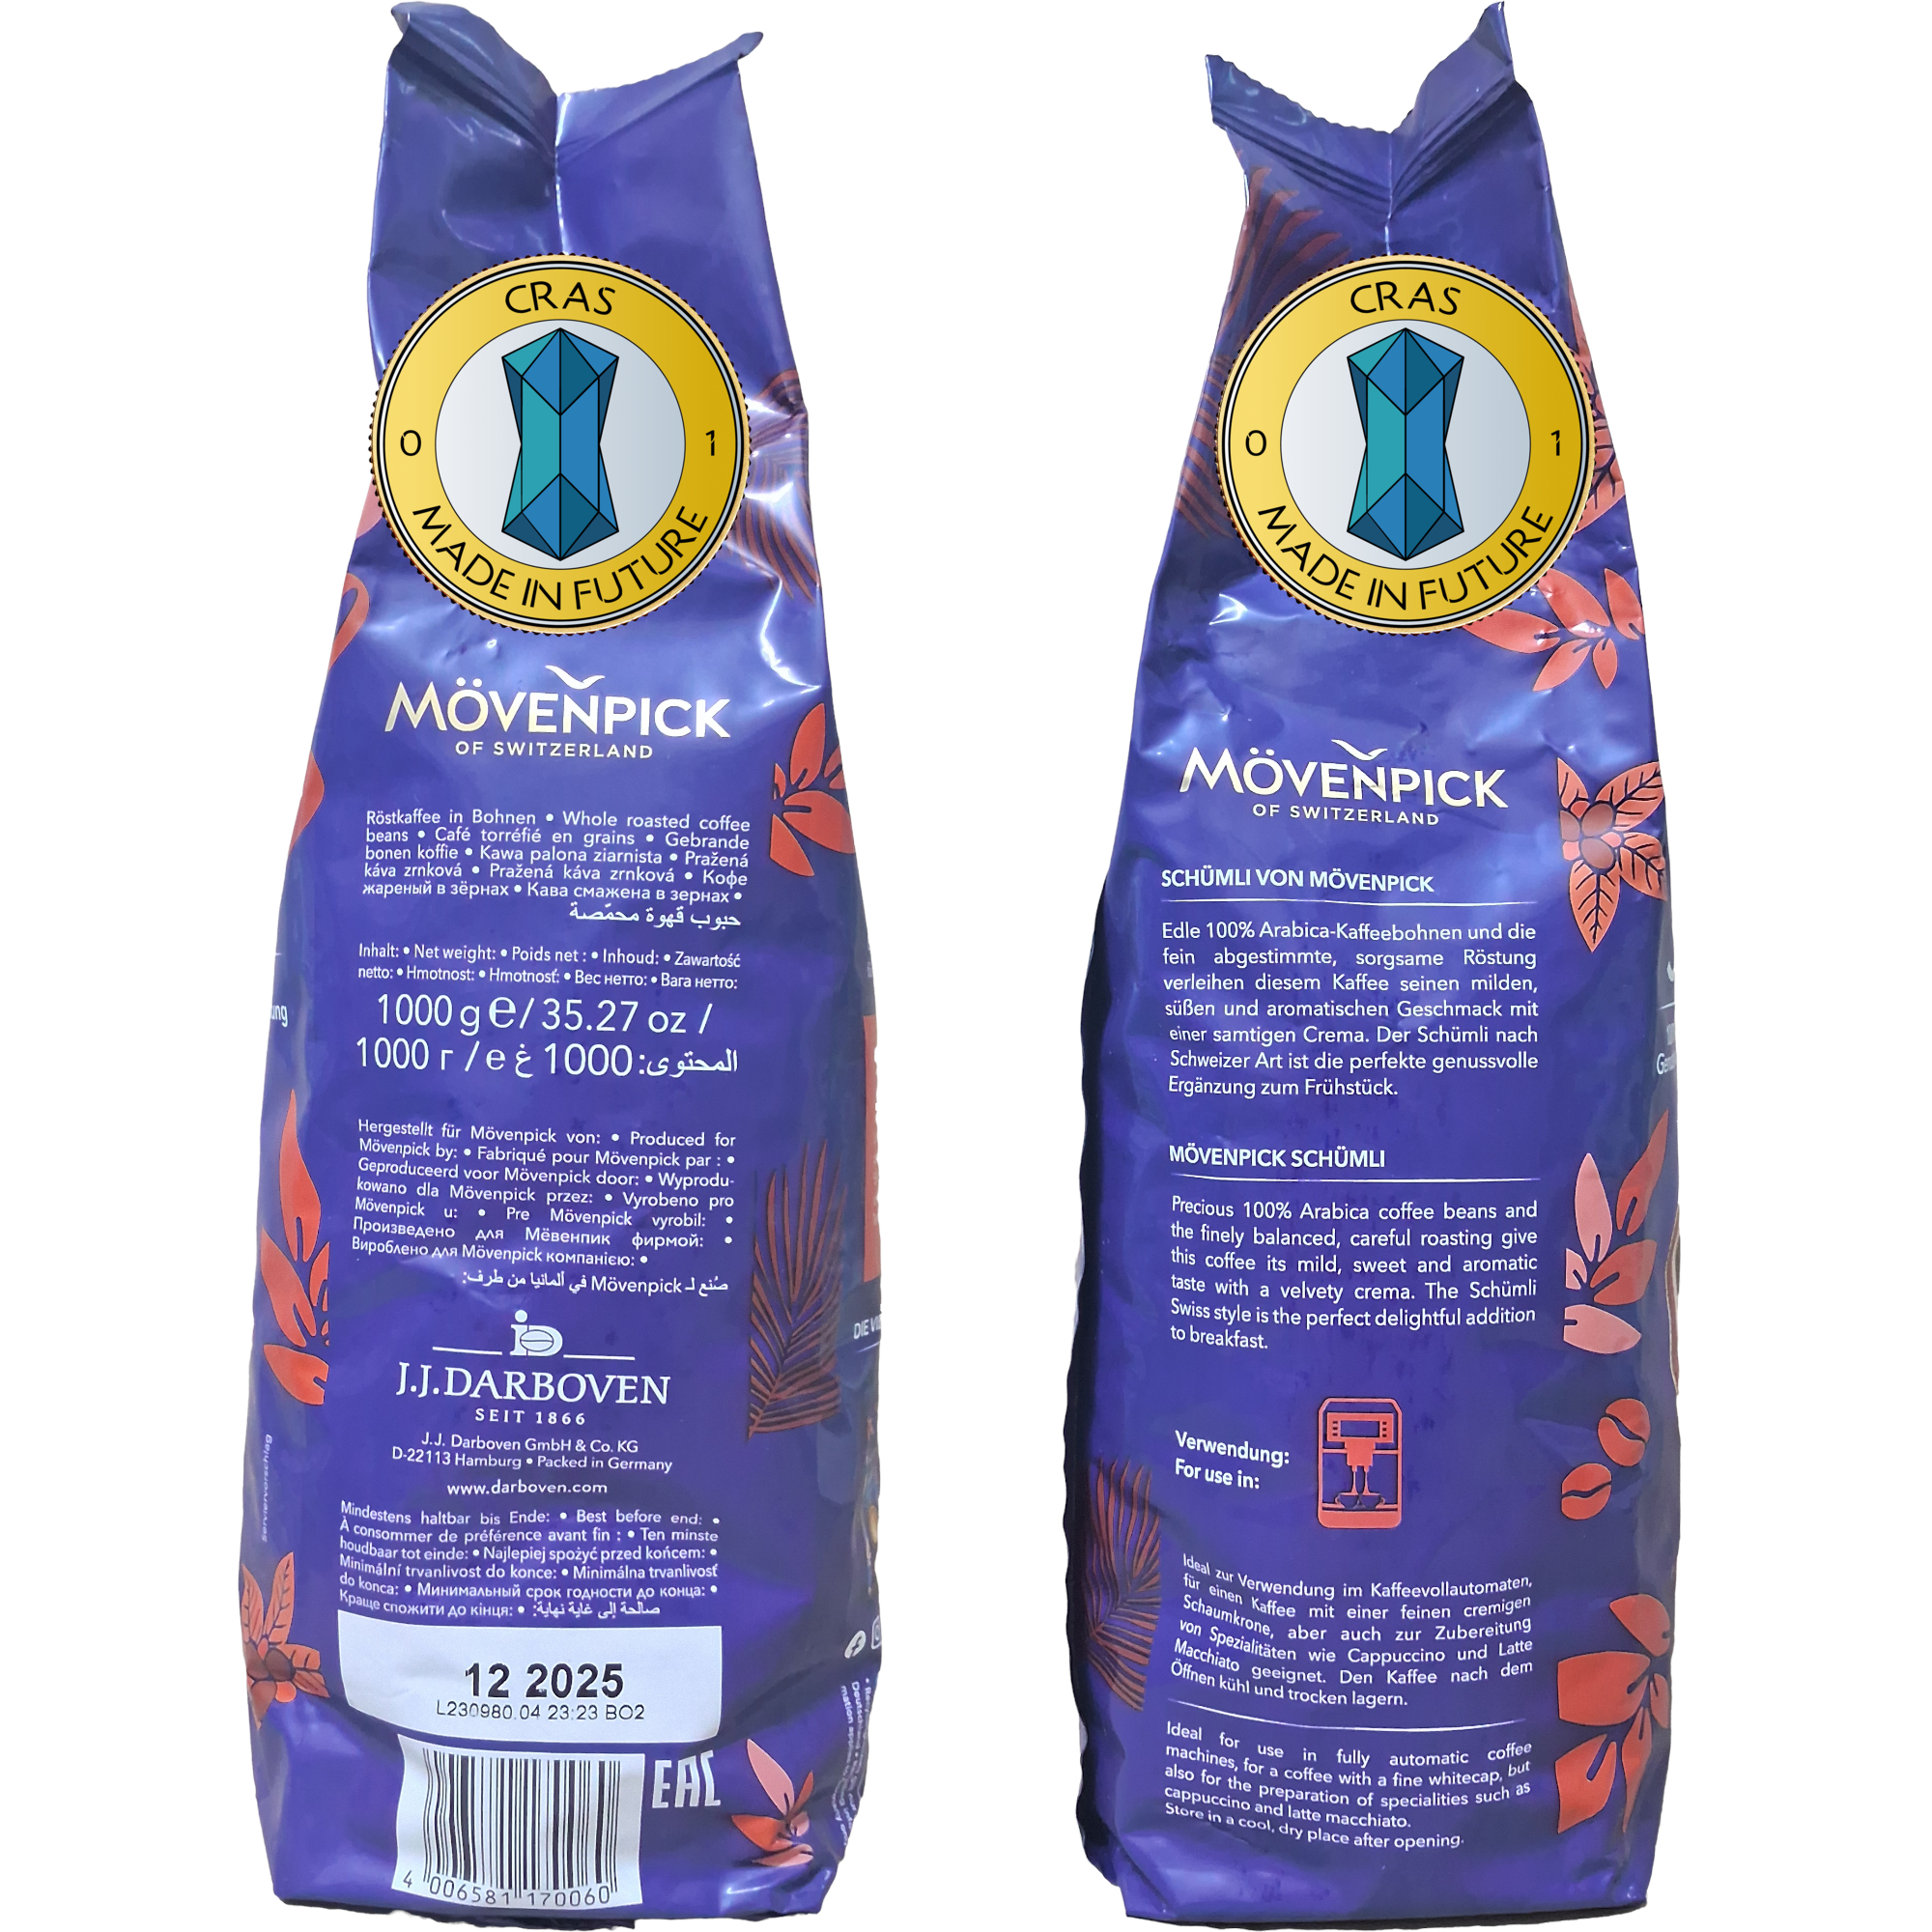 CRAS
0 1
MADE IN FUTURE
MÖVENPICK
OF SWITZERLAND
Röstkaffee in Bohnen • Whole roasted coffee
beans • Café torréfié en grains • Gebrande
bonen koffie • Kawa palona ziarnista • Pražená
káva zrnková • Pražená káva zrnková • Кофе
жареный в зёрнах • Кава смажена в зернах •
حبوب قهوة محمّصة
Inhalt: • Net weight: • Poids net : • Inhoud: • Zawartość
netto: • Hmotnost: • Hmotnosť: • Вес нетто: • Вага нетто:
1000 g e / 35.27 oz /
1000 г / e المحتوى: 1000 غ
Hergestellt für Mövenpick von: • Produced for
Mövenpick by: • Fabriqué pour Mövenpick par : •
Geproduceerd voor Mövenpick door: • Wyprodu-
kowano dla Mövenpick przez: • Vyrobeno pro
Mövenpick u: • Pre Mövenpick vyrobil: •
Произведено для Мёвенпик фирмой: •
Вироблено для Mövenpick компанією: •
صُنع لـ Mövenpick في ألمانيا من طرف:
J.J.DARBOVEN
SEIT 1866
J.J. Darboven GmbH & Co. KG
D-22113 Hamburg • Packed in Germany
www.darboven.com
Mindestens haltbar bis Ende: • Best before end: •
À consommer de préférence avant fin : • Ten minste
houdbaar tot einde: • Najlepiej spożyć przed końcem: •
Minimální trvanlivost do konce: • Minimálna trvanlivosť
do konca: • Минимальный срок годности до конца: •
Краще спожити до кінця: • صالحة إلى غاية نهاية:
12 2025
L230980.04 23:23 BO2
EAC
4 006581 170060
Serviervorschlag
DIE VI
CRAS
0 1
MADE IN FUTURE
MÖVENPICK
OF SWITZERLAND
SCHÜMLI VON MÖVENPICK
Edle 100% Arabica-Kaffeebohnen und die
fein abgestimmte, sorgsame Röstung
verleihen diesem Kaffee seinen milden,
süßen und aromatischen Geschmack mit
einer samtigen Crema. Der Schümli nach
Schweizer Art ist die perfekte genussvolle
Ergänzung zum Frühstück.
MÖVENPICK SCHÜMLI
Precious 100% Arabica coffee beans and
the finely balanced, careful roasting give
this coffee its mild, sweet and aromatic
taste with a velvety crema. The Schümli
Swiss style is the perfect delightful addition
to breakfast.
Verwendung:
For use in:
Ideal zur Verwendung im Kaffeevollautomaten,
für einen Kaffee mit einer feinen cremigen
Schaumkrone, aber auch zur Zubereitung
von Spezialitäten wie Cappuccino und Latte
Macchiato geeignet. Den Kaffee nach dem
Öffnen kühl und trocken lagern.
Ideal for use in fully automatic coffee
machines, for a coffee with a fine whitecap, but
also for the preparation of specialities such as
cappuccino and latte macchiato.
Store in a cool, dry place after opening.